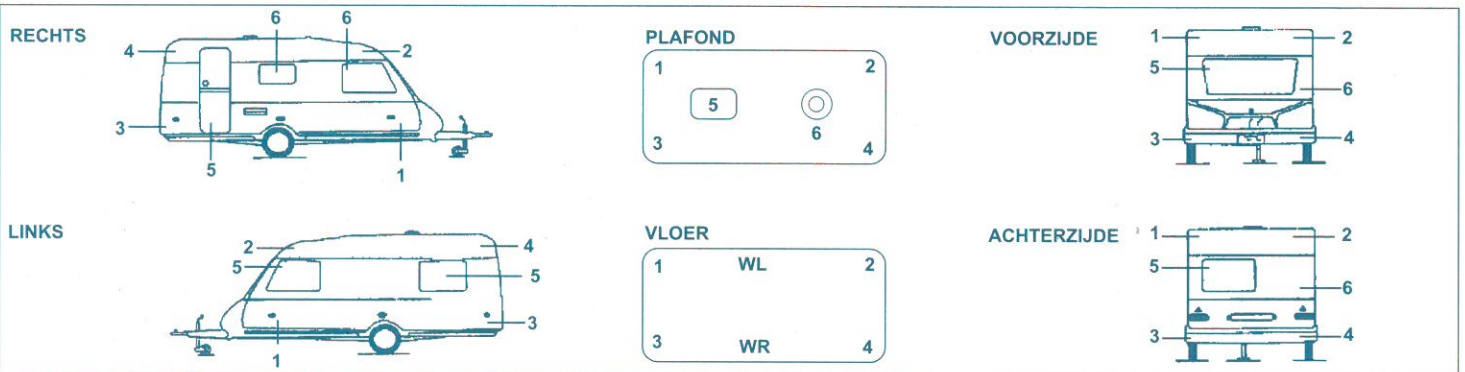 RECHTS
6 6
4 2
3
5
1
PLAFOND
1 2
5
6
3 4
VOORZIJDE
1 2
5
6
3 4
LINKS
2 4
5 5
3
1
VLOER
1 WL 2
3 WR 4
ACHTERZIJDE
1 2
5
6
3 4